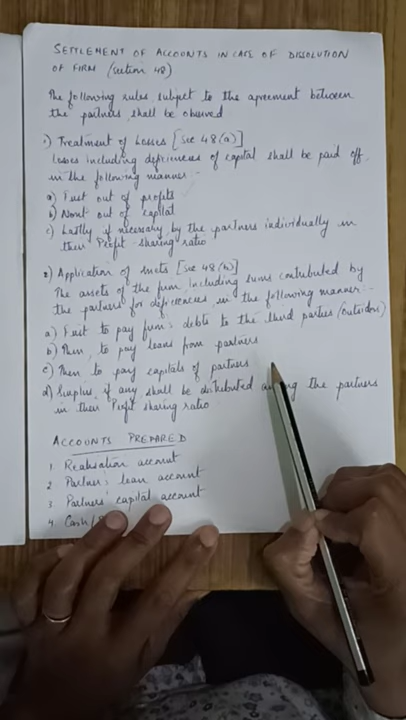 SETTLEMENT OF ACCOUNTS IN CASE OF DISSOLUTION
OF FIRM (section 48)
The following rules, subject to the agreement between
the partners, shall be observed
1) Treatment of Losses [Sec 48(a)]
Losses including deficiencies of capital shall be paid off
in the following manner:-
a) First out of profits
b) Next out of capital
c) Lastly if necessary by the partners individually in
their Profit sharing ratio
2) Application of assets [Sec 48(b)]
The assets of the firm, including sums contributed by
the partners for deficiencies, in the following manner:-
a) First to pay firm's debts to the third parties (outsiders)
b) Then, to pay loans from partners
c) Then to pay capitals of partners
d) Surplus, if any, shall be distributed among the partners
in their Profit sharing ratio
ACCOUNTS PREPARED
1 Realisation account
2 Partner's loan account
3 Partners' capital account
4. Cash/